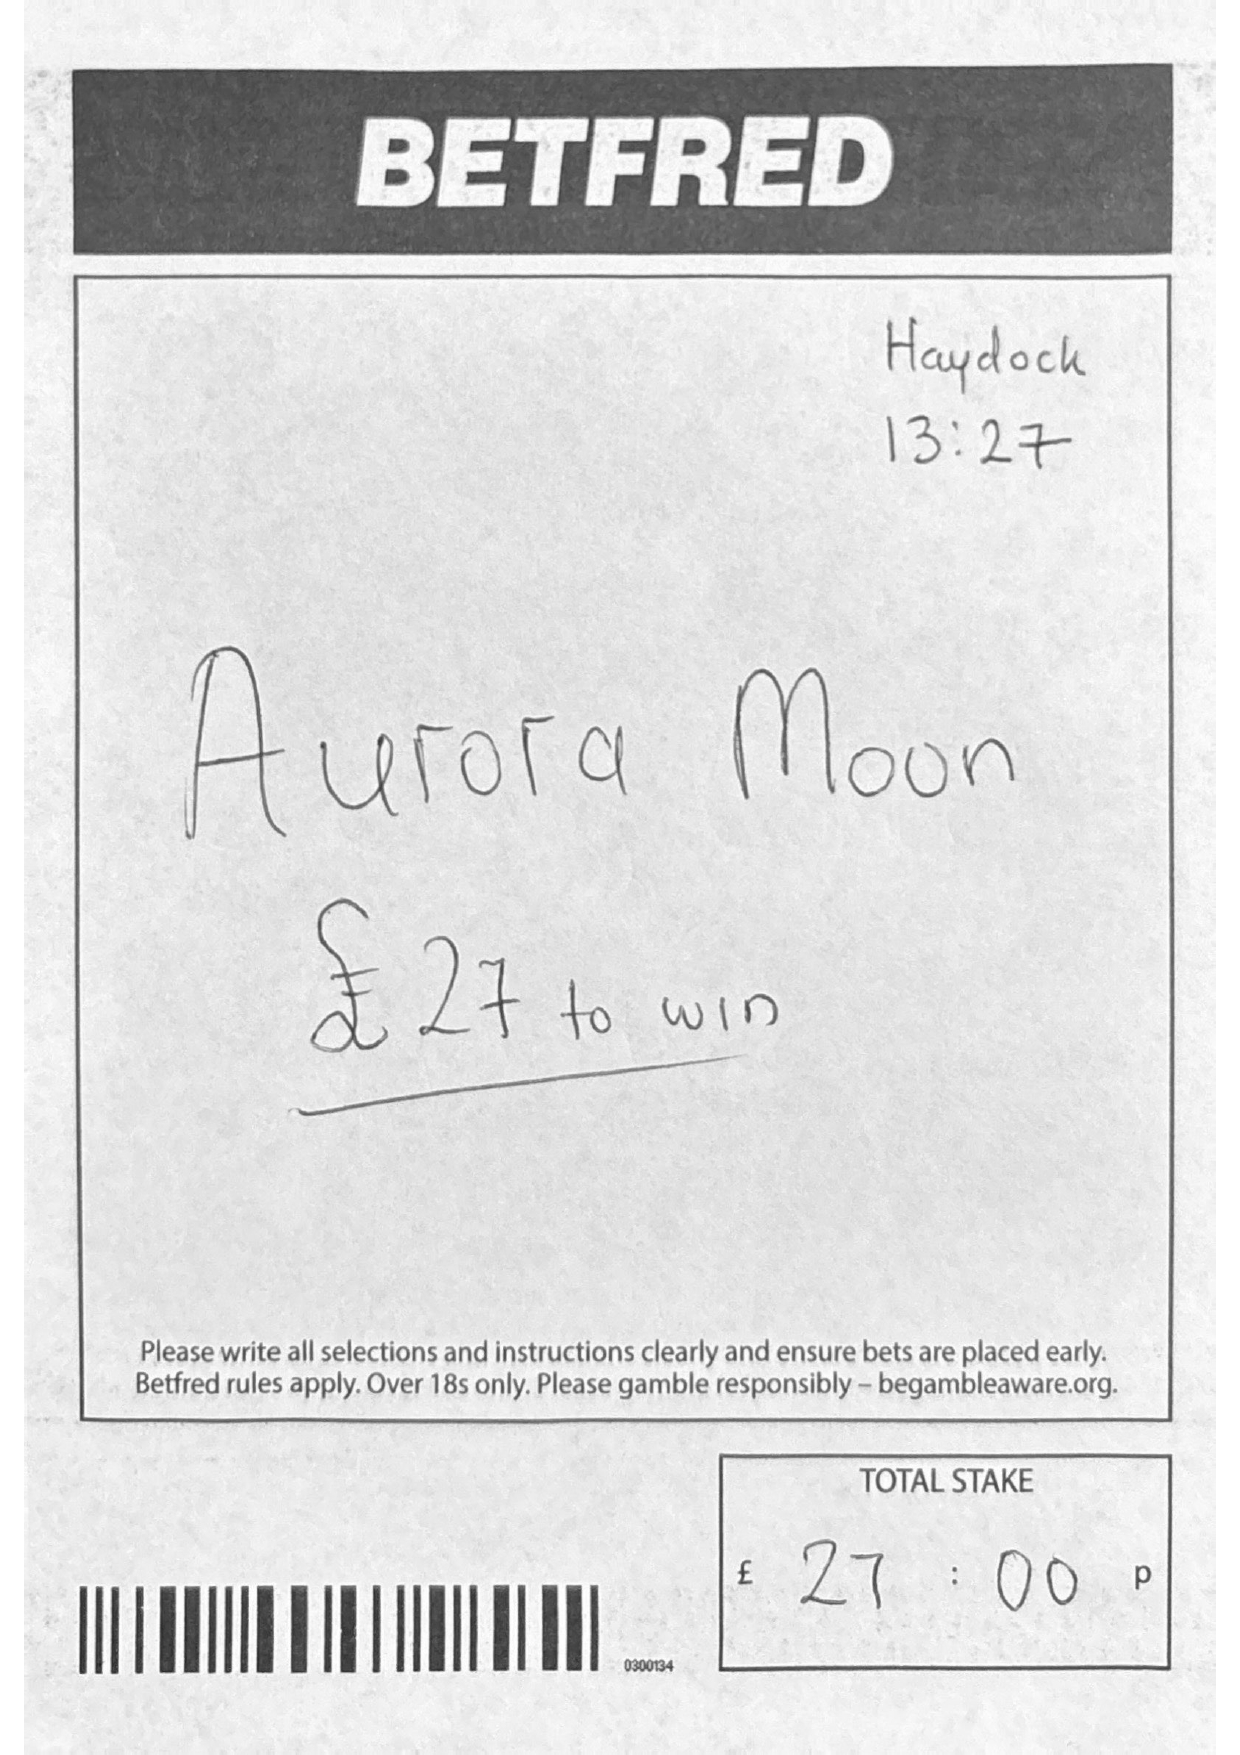 BETFRED
Haydock
13:27
Aurora Moon
£27 to win
Please write all selections and instructions clearly and ensure bets are placed early.
Betfred rules apply. Over 18s only. Please gamble responsibly – begambleaware.org.
TOTAL STAKE
£ 27 : 00 p
0300134